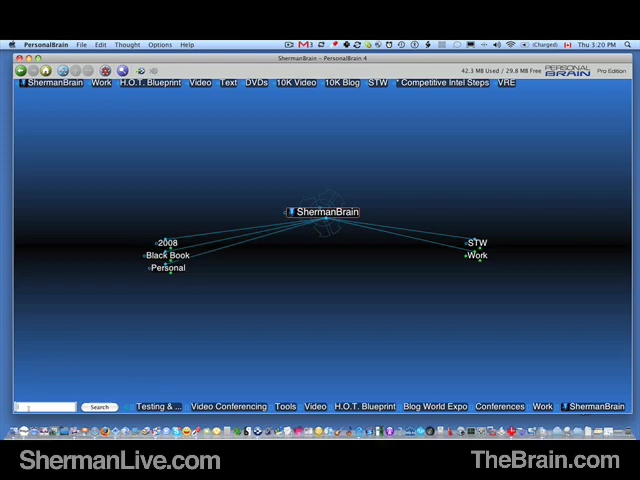 PersonalBrain File Edit Thought Options Help 3 (Charged) Thu 3:20 PM
ShermanBrain - PersonalBrain 4
42.3 MB Used / 29.8 MB Free PERSONAL BRAIN Pro Edition
ShermanBrain Work H.O.T. Blueprint Video Text DVDs 10K Video 10K Blog STW * Competitive Intel Steps VRE
ShermanBrain
2008 STW
Black Book Work
Personal
Search Testing & ... Video Conferencing Tools Video H.O.T. Blueprint Blog World Expo Conferences Work ShermanBrain
ShermanLive.com TheBrain.com